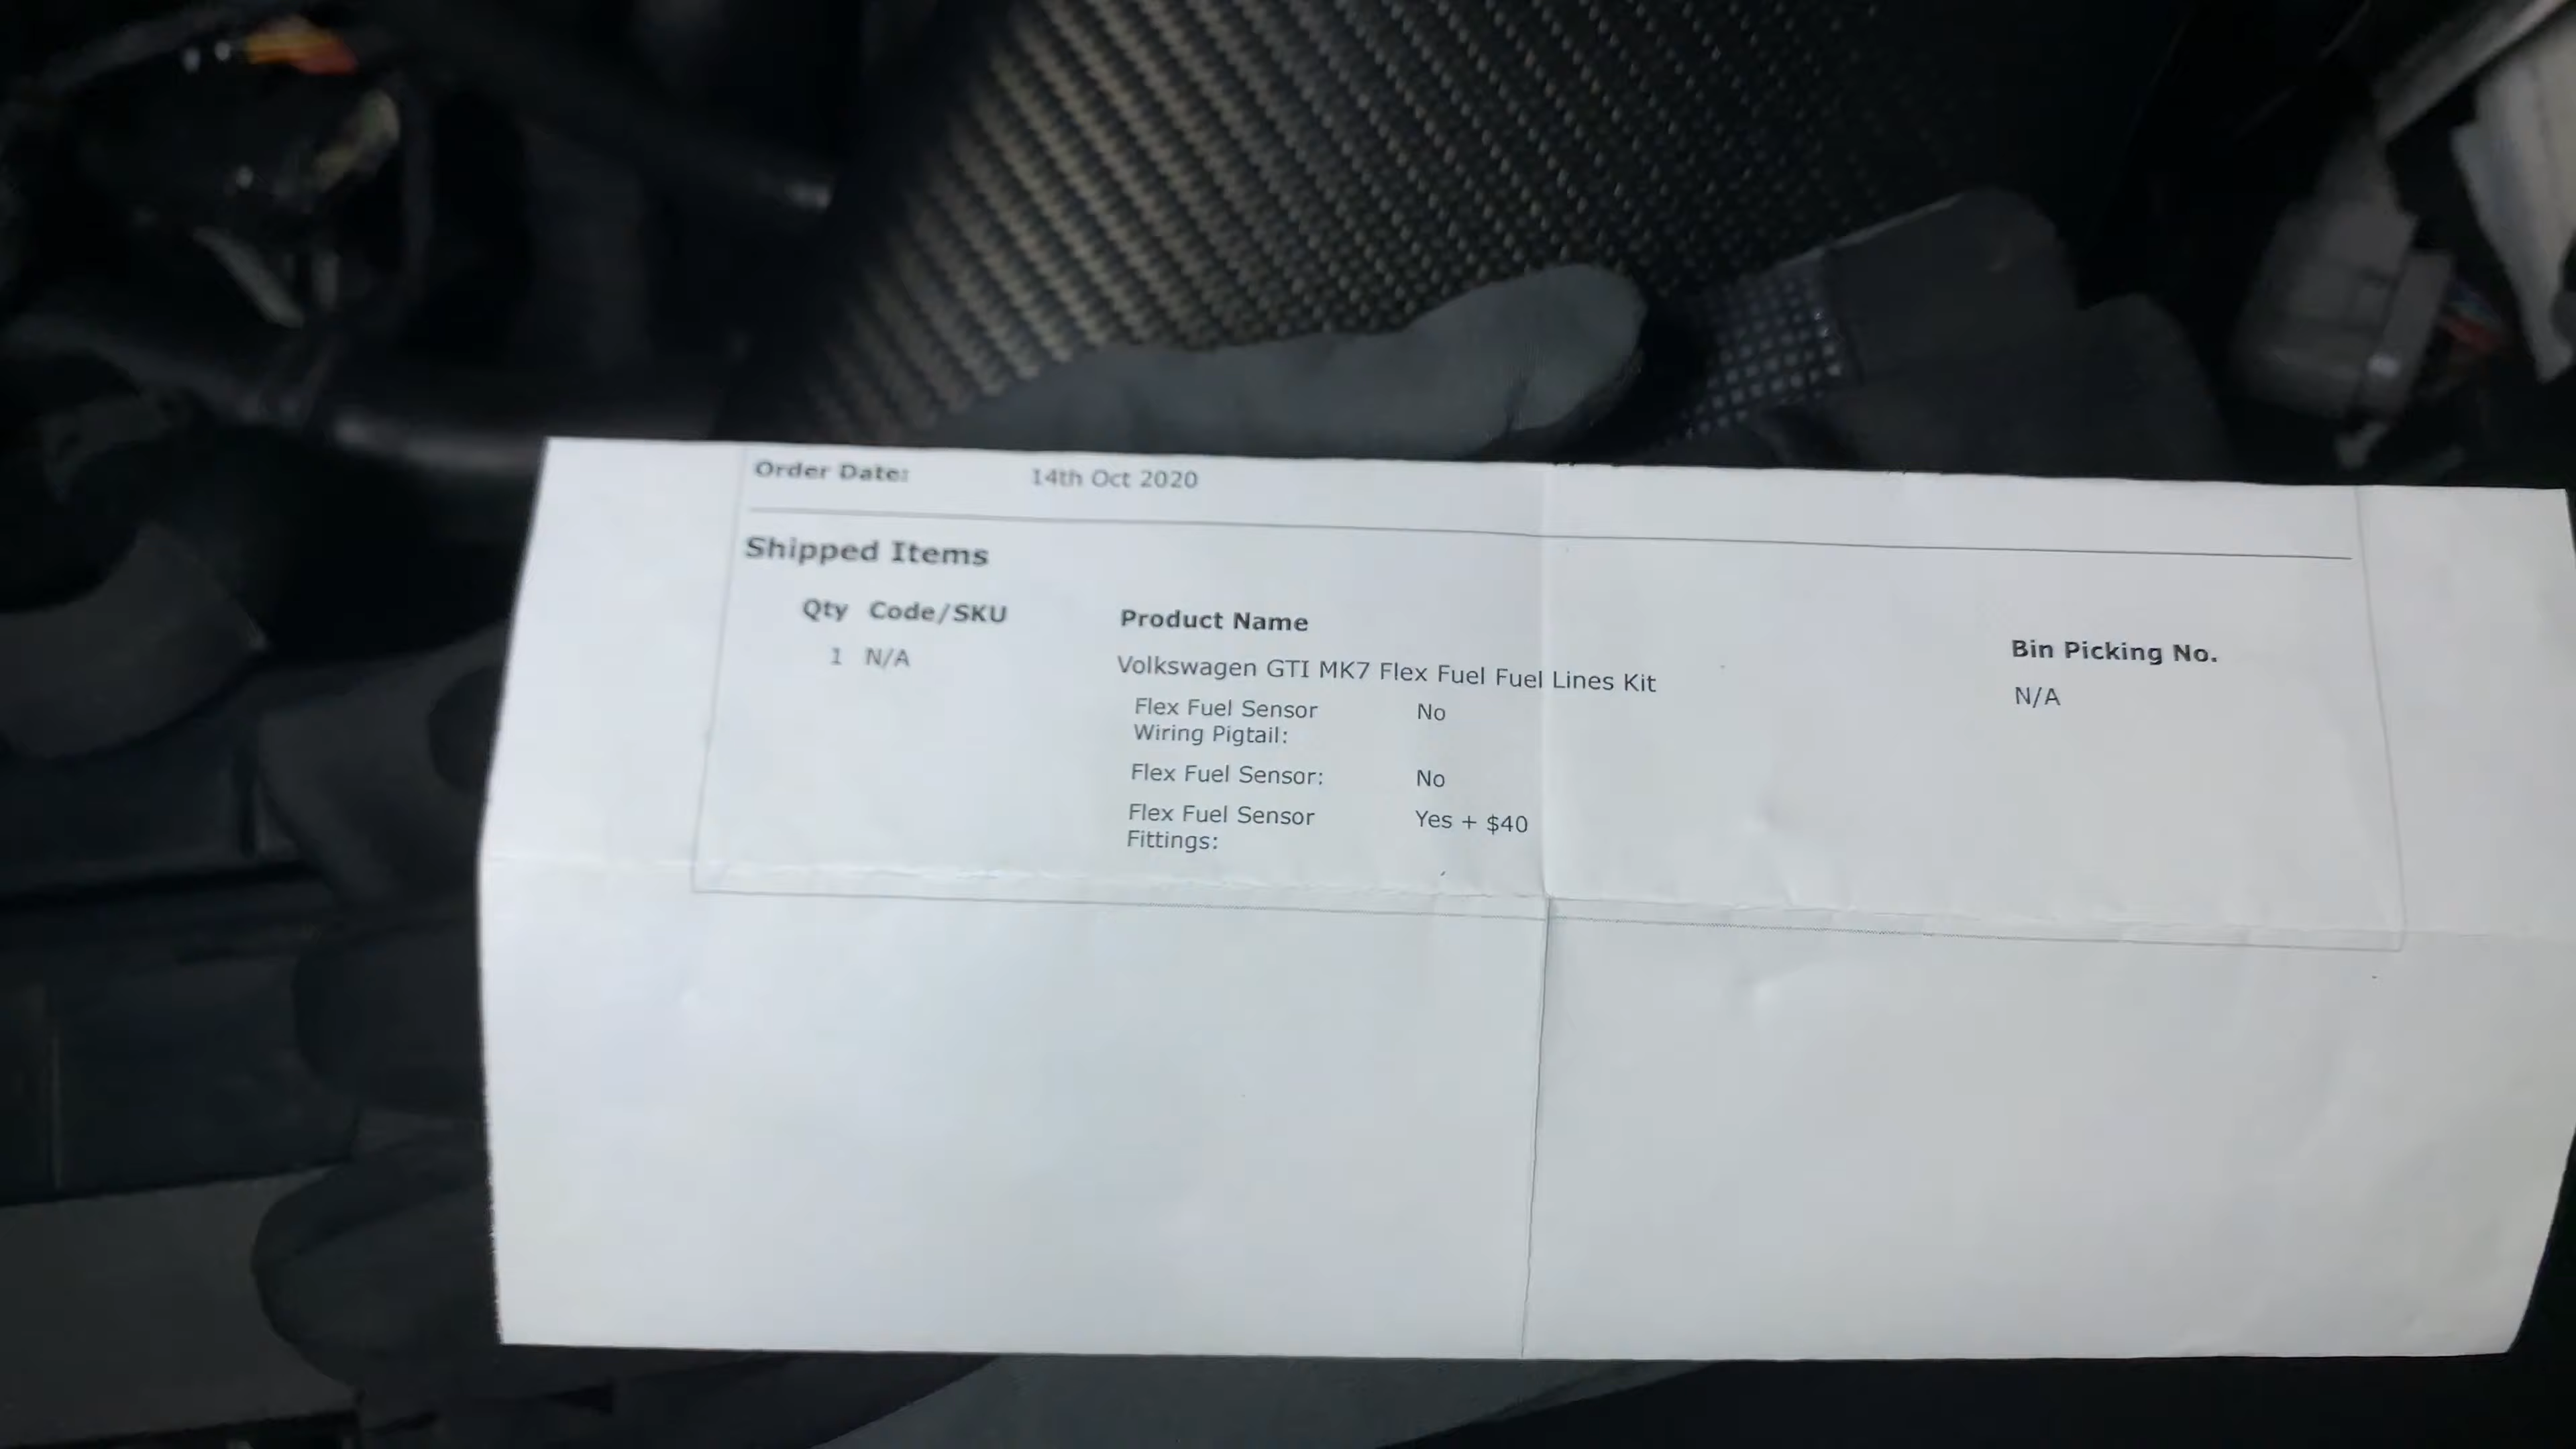 Order Date: 14th Oct 2020
Shipped Items
Qty Code/SKU Product Name Bin Picking No.
1 N/A Volkswagen GTI MK7 Flex Fuel Fuel Lines Kit N/A
Flex Fuel Sensor No
Wiring Pigtail:
Flex Fuel Sensor: No
Flex Fuel Sensor Yes + $40
Fittings: